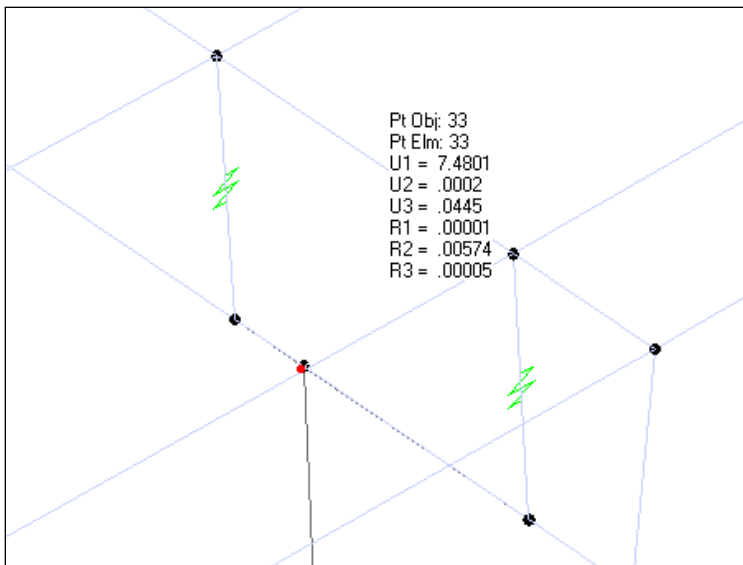 Pt Obj: 33
Pt Elm: 33
U1 = 7.4801
U2 = .0002
U3 = .0445
R1 = .00001
R2 = .00574
R3 = .00005